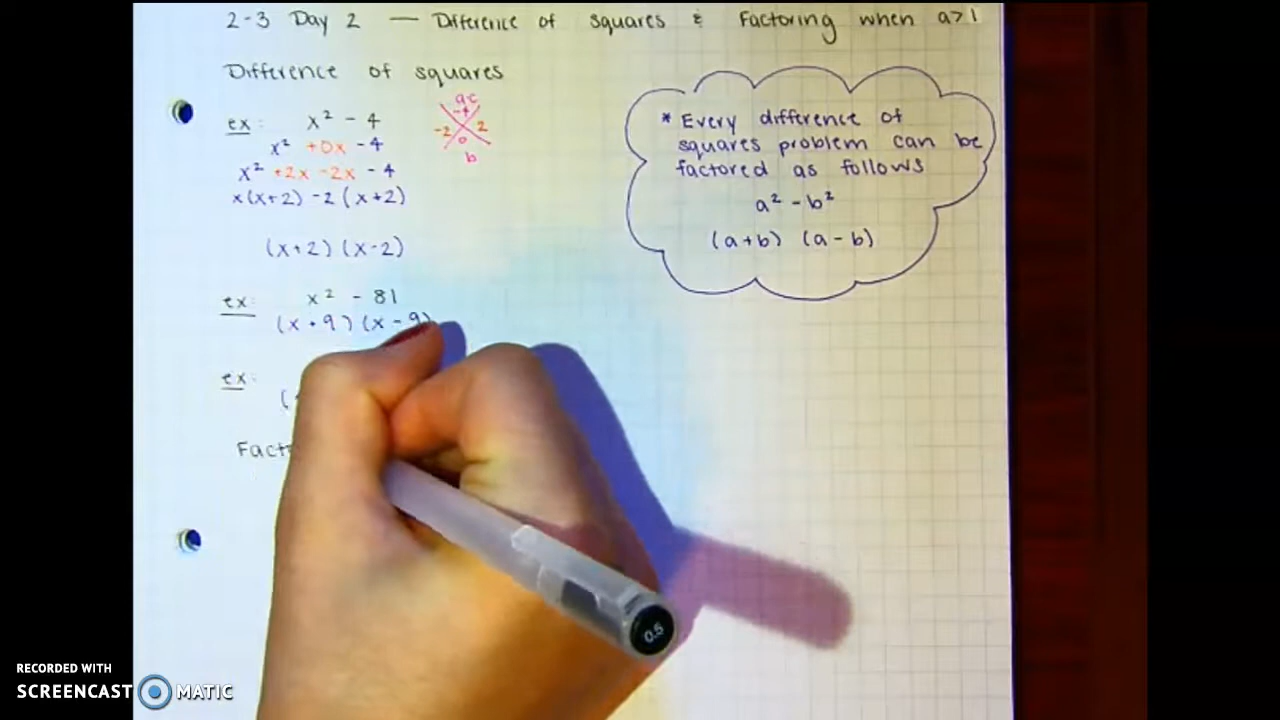 2-3 Day 2 — Difference of squares & Factoring when a>1
Difference of squares
ex: x² - 4
x² +0x -4
x² +2x -2x - 4
x(x+2) -2(x+2)
(x+2)(x-2)
ac
-4
-2 2
0
b
* Every difference of
squares problem can be
factored as follows
a² - b²
(a+b) (a-b)
ex: x² - 81
(x+9)(x-9)
ex:
(
0.5
RECORDED WITH
SCREENCAST MATIC